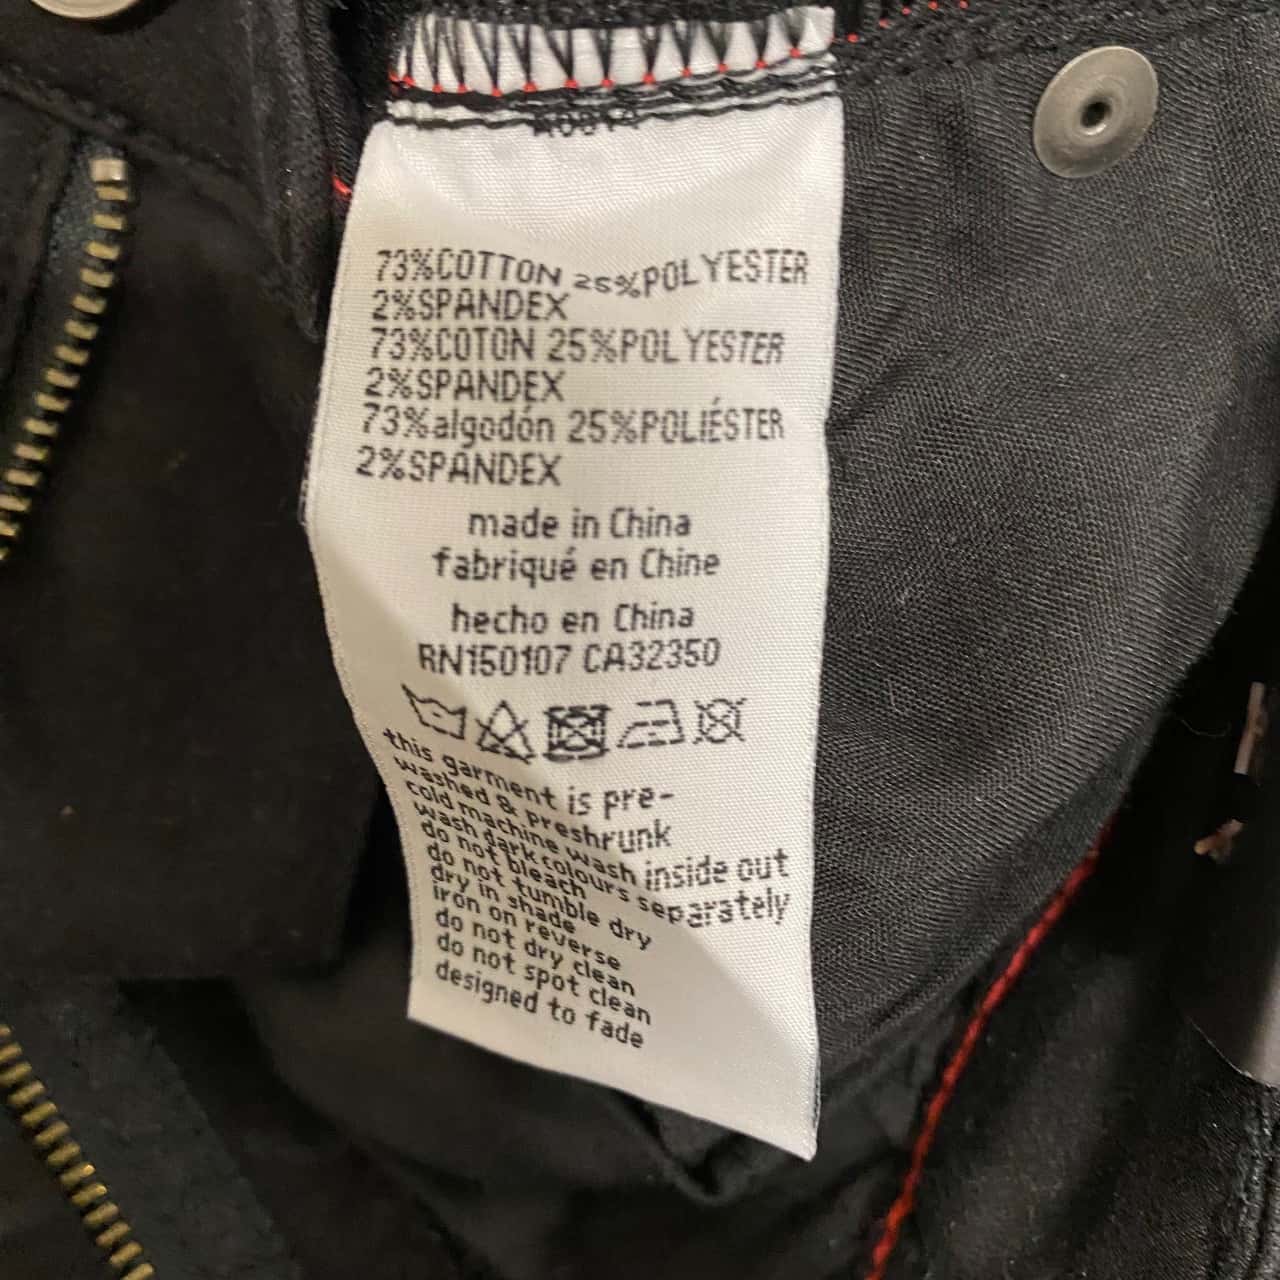 73%COTTON 25%POLYESTER
2%SPANDEX
73%COTON 25%POLYESTER
2%SPANDEX
73%algodón 25%POLIÉSTER
2%SPANDEX
made in China
fabriqué en Chine
hecho en China
RN150107 CA32350
this garment is pre-
washed & preshrunk
cold machine wash inside out
wash dark colours separately
do not bleach
do not tumble dry
dry in shade
iron on reverse
do not dry clean
do not spot clean
designed to fade